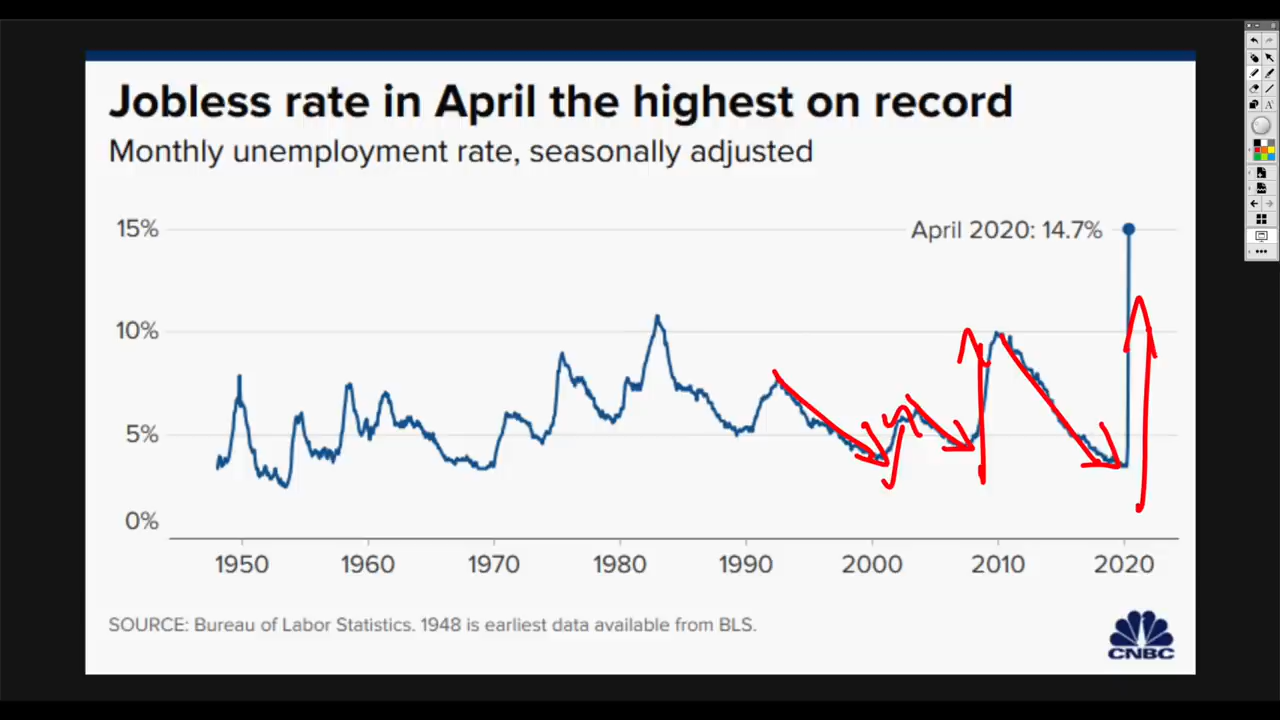 Jobless rate in April the highest on record
Monthly unemployment rate, seasonally adjusted
15%
April 2020: 14.7%
10%
5%
0%
1950 1960 1970 1980 1990 2000 2010 2020
SOURCE: Bureau of Labor Statistics. 1948 is earliest data available from BLS.
CNBC